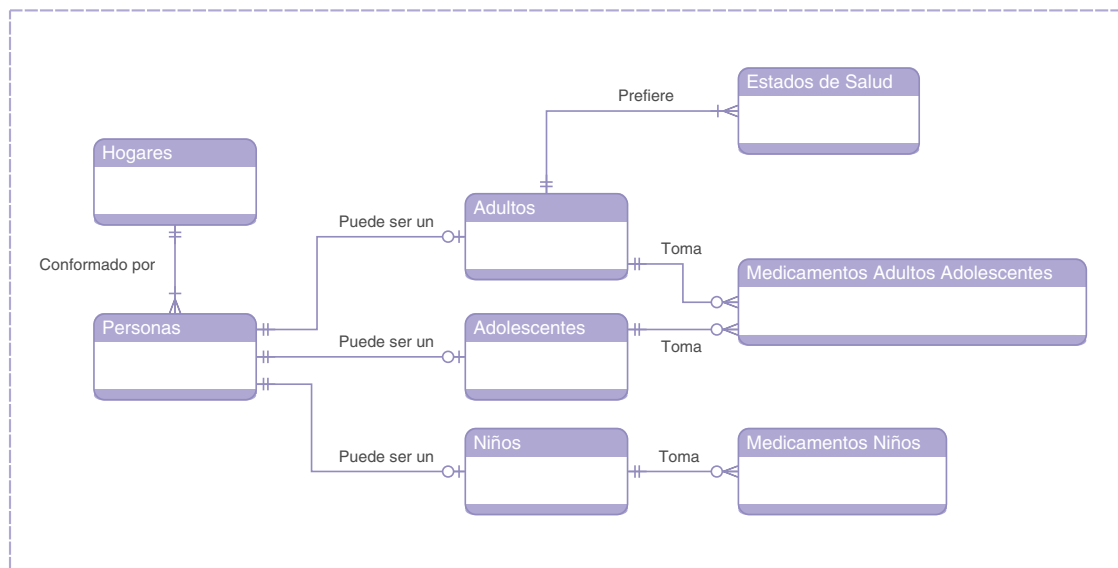 Estados de Salud
Prefiere
Hogares
Adultos
Puede ser un
Toma
Conformado por
Medicamentos Adultos Adolescentes
Personas
Adolescentes
Puede ser un
Toma
Niños
Medicamentos Niños
Puede ser un
Toma